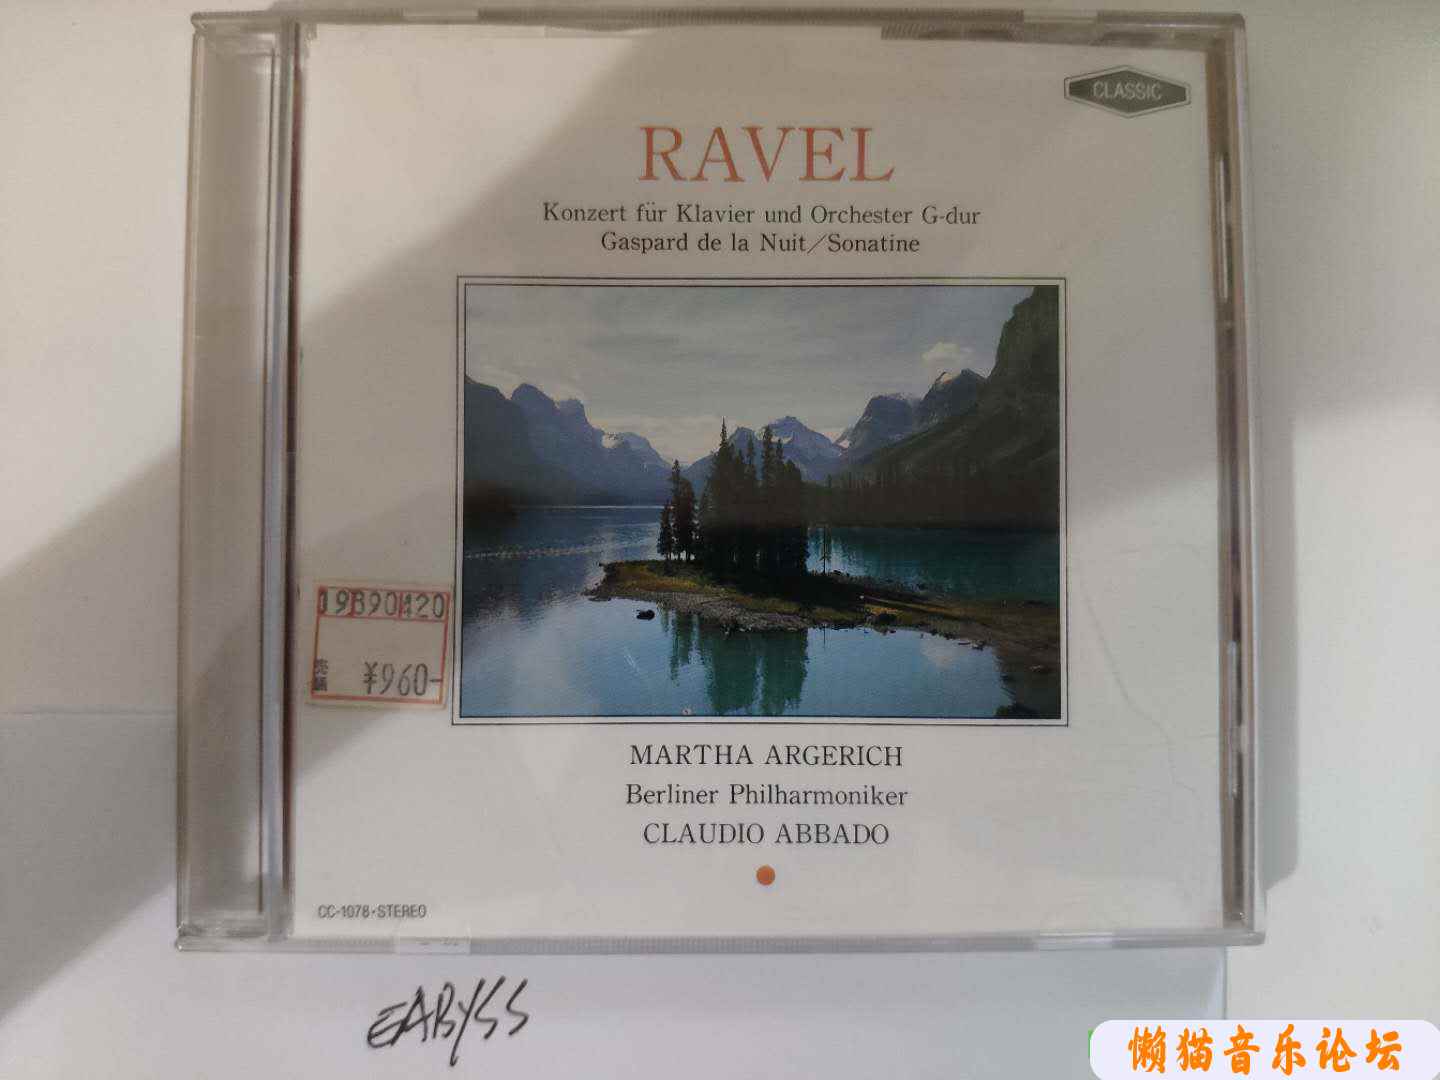 CLASSIC
RAVEL
Konzert für Klavier und Orchester G-dur
Gaspard de la Nuit／Sonatine
¥960-
MARTHA ARGERICH
Berliner Philharmoniker
CLAUDIO ABBADO
CC-1078・STEREO
EABYSS
懒猫音乐论坛